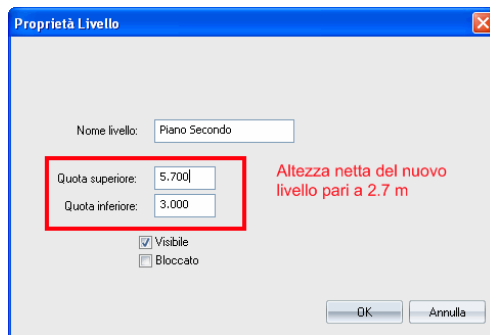 Proprietà Livello
Nome livello: Piano Secondo
Quota superiore: 5.700
Quota inferiore: 3.000
Altezza netta del nuovo
livello pari a 2.7 m
Visibile
Bloccato
OK Annulla